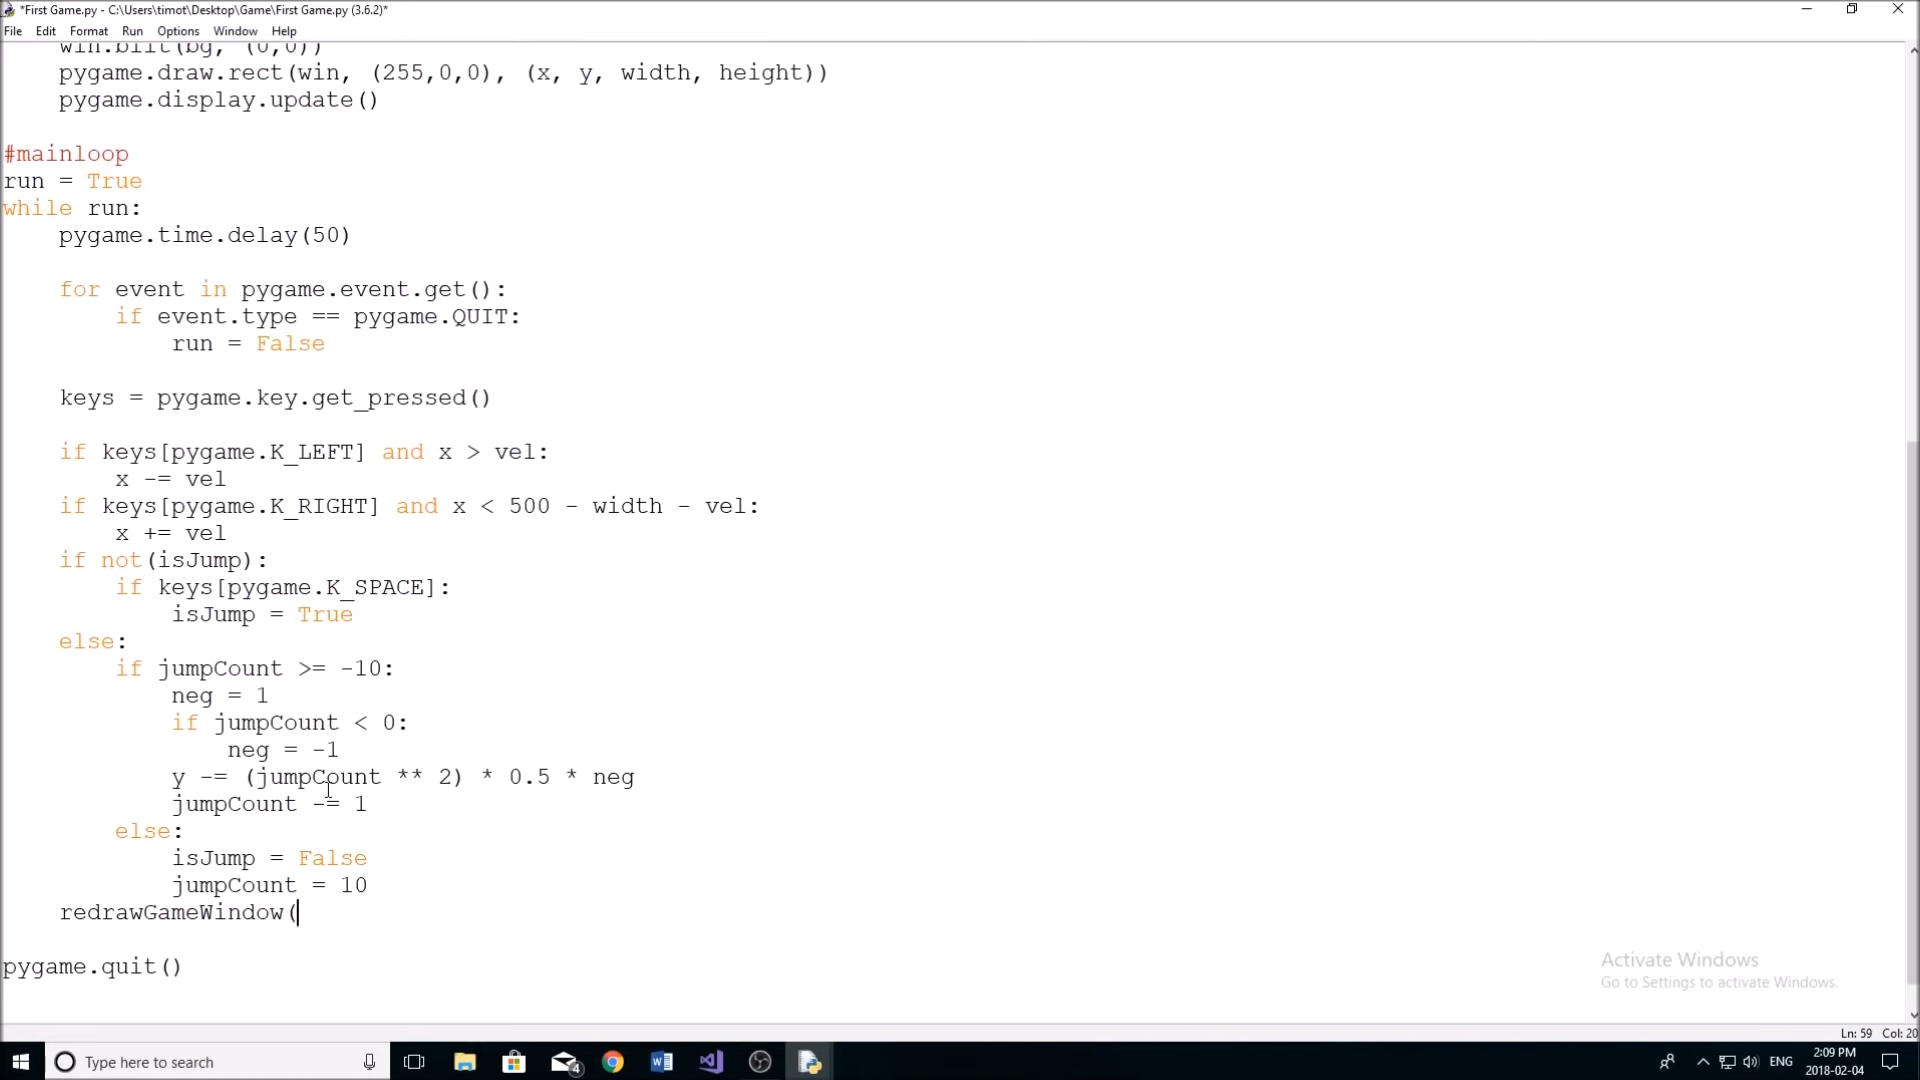 *First Game.py - C:\Users\timot\Desktop\Game\First Game.py (3.6.2)*
File Edit Format Run Options Window Help
    win.blit(bg, (0,0))
    pygame.draw.rect(win, (255,0,0), (x, y, width, height))
    pygame.display.update()

#mainloop
run = True
while run:
    pygame.time.delay(50)

    for event in pygame.event.get():
        if event.type == pygame.QUIT:
            run = False

    keys = pygame.key.get_pressed()

    if keys[pygame.K_LEFT] and x > vel:
        x -= vel
    if keys[pygame.K_RIGHT] and x < 500 - width - vel:
        x += vel
    if not(isJump):
        if keys[pygame.K_SPACE]:
            isJump = True
    else:
        if jumpCount >= -10:
            neg = 1
            if jumpCount < 0:
                neg = -1
            y -= (jumpCount ** 2) * 0.5 * neg
            jumpCount -= 1
        else:
            isJump = False
            jumpCount = 10
    redrawGameWindow(

pygame.quit()
Activate Windows
Go to Settings to activate Windows.
Ln: 59 Col: 20
Type here to search
4
ENG
2:09 PM
2018-02-04